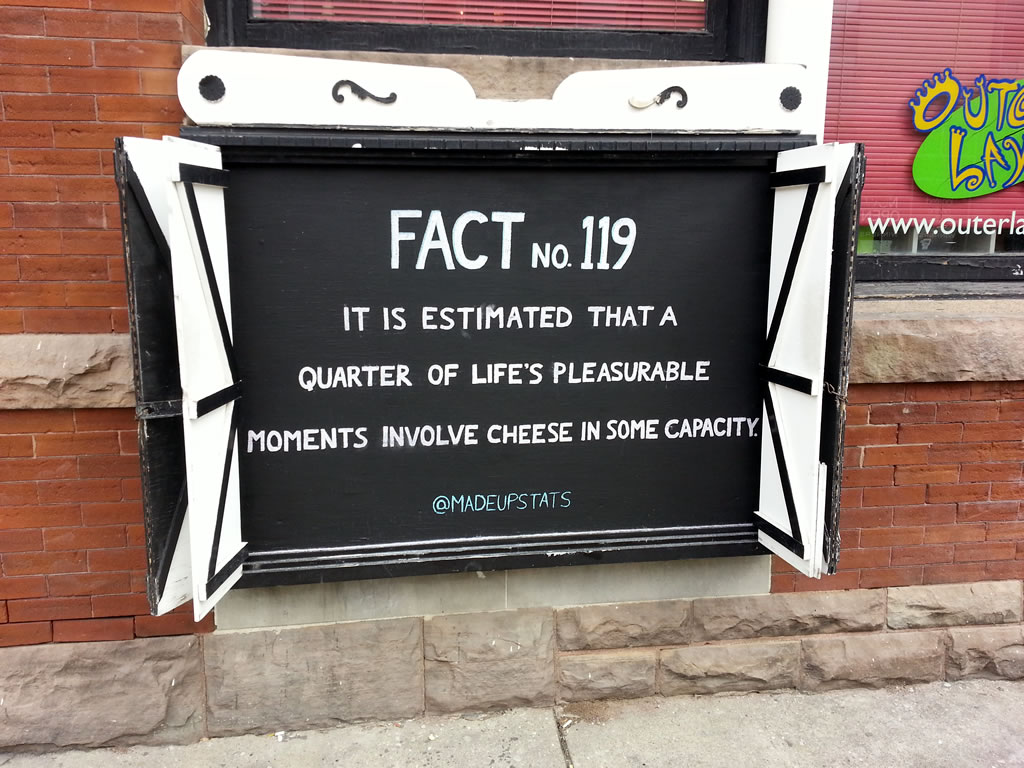 FACT NO. 119
IT IS ESTIMATED THAT A
QUARTER OF LIFE'S PLEASURABLE
MOMENTS INVOLVE CHEESE IN SOME CAPACITY.
@MADEUPSTATS